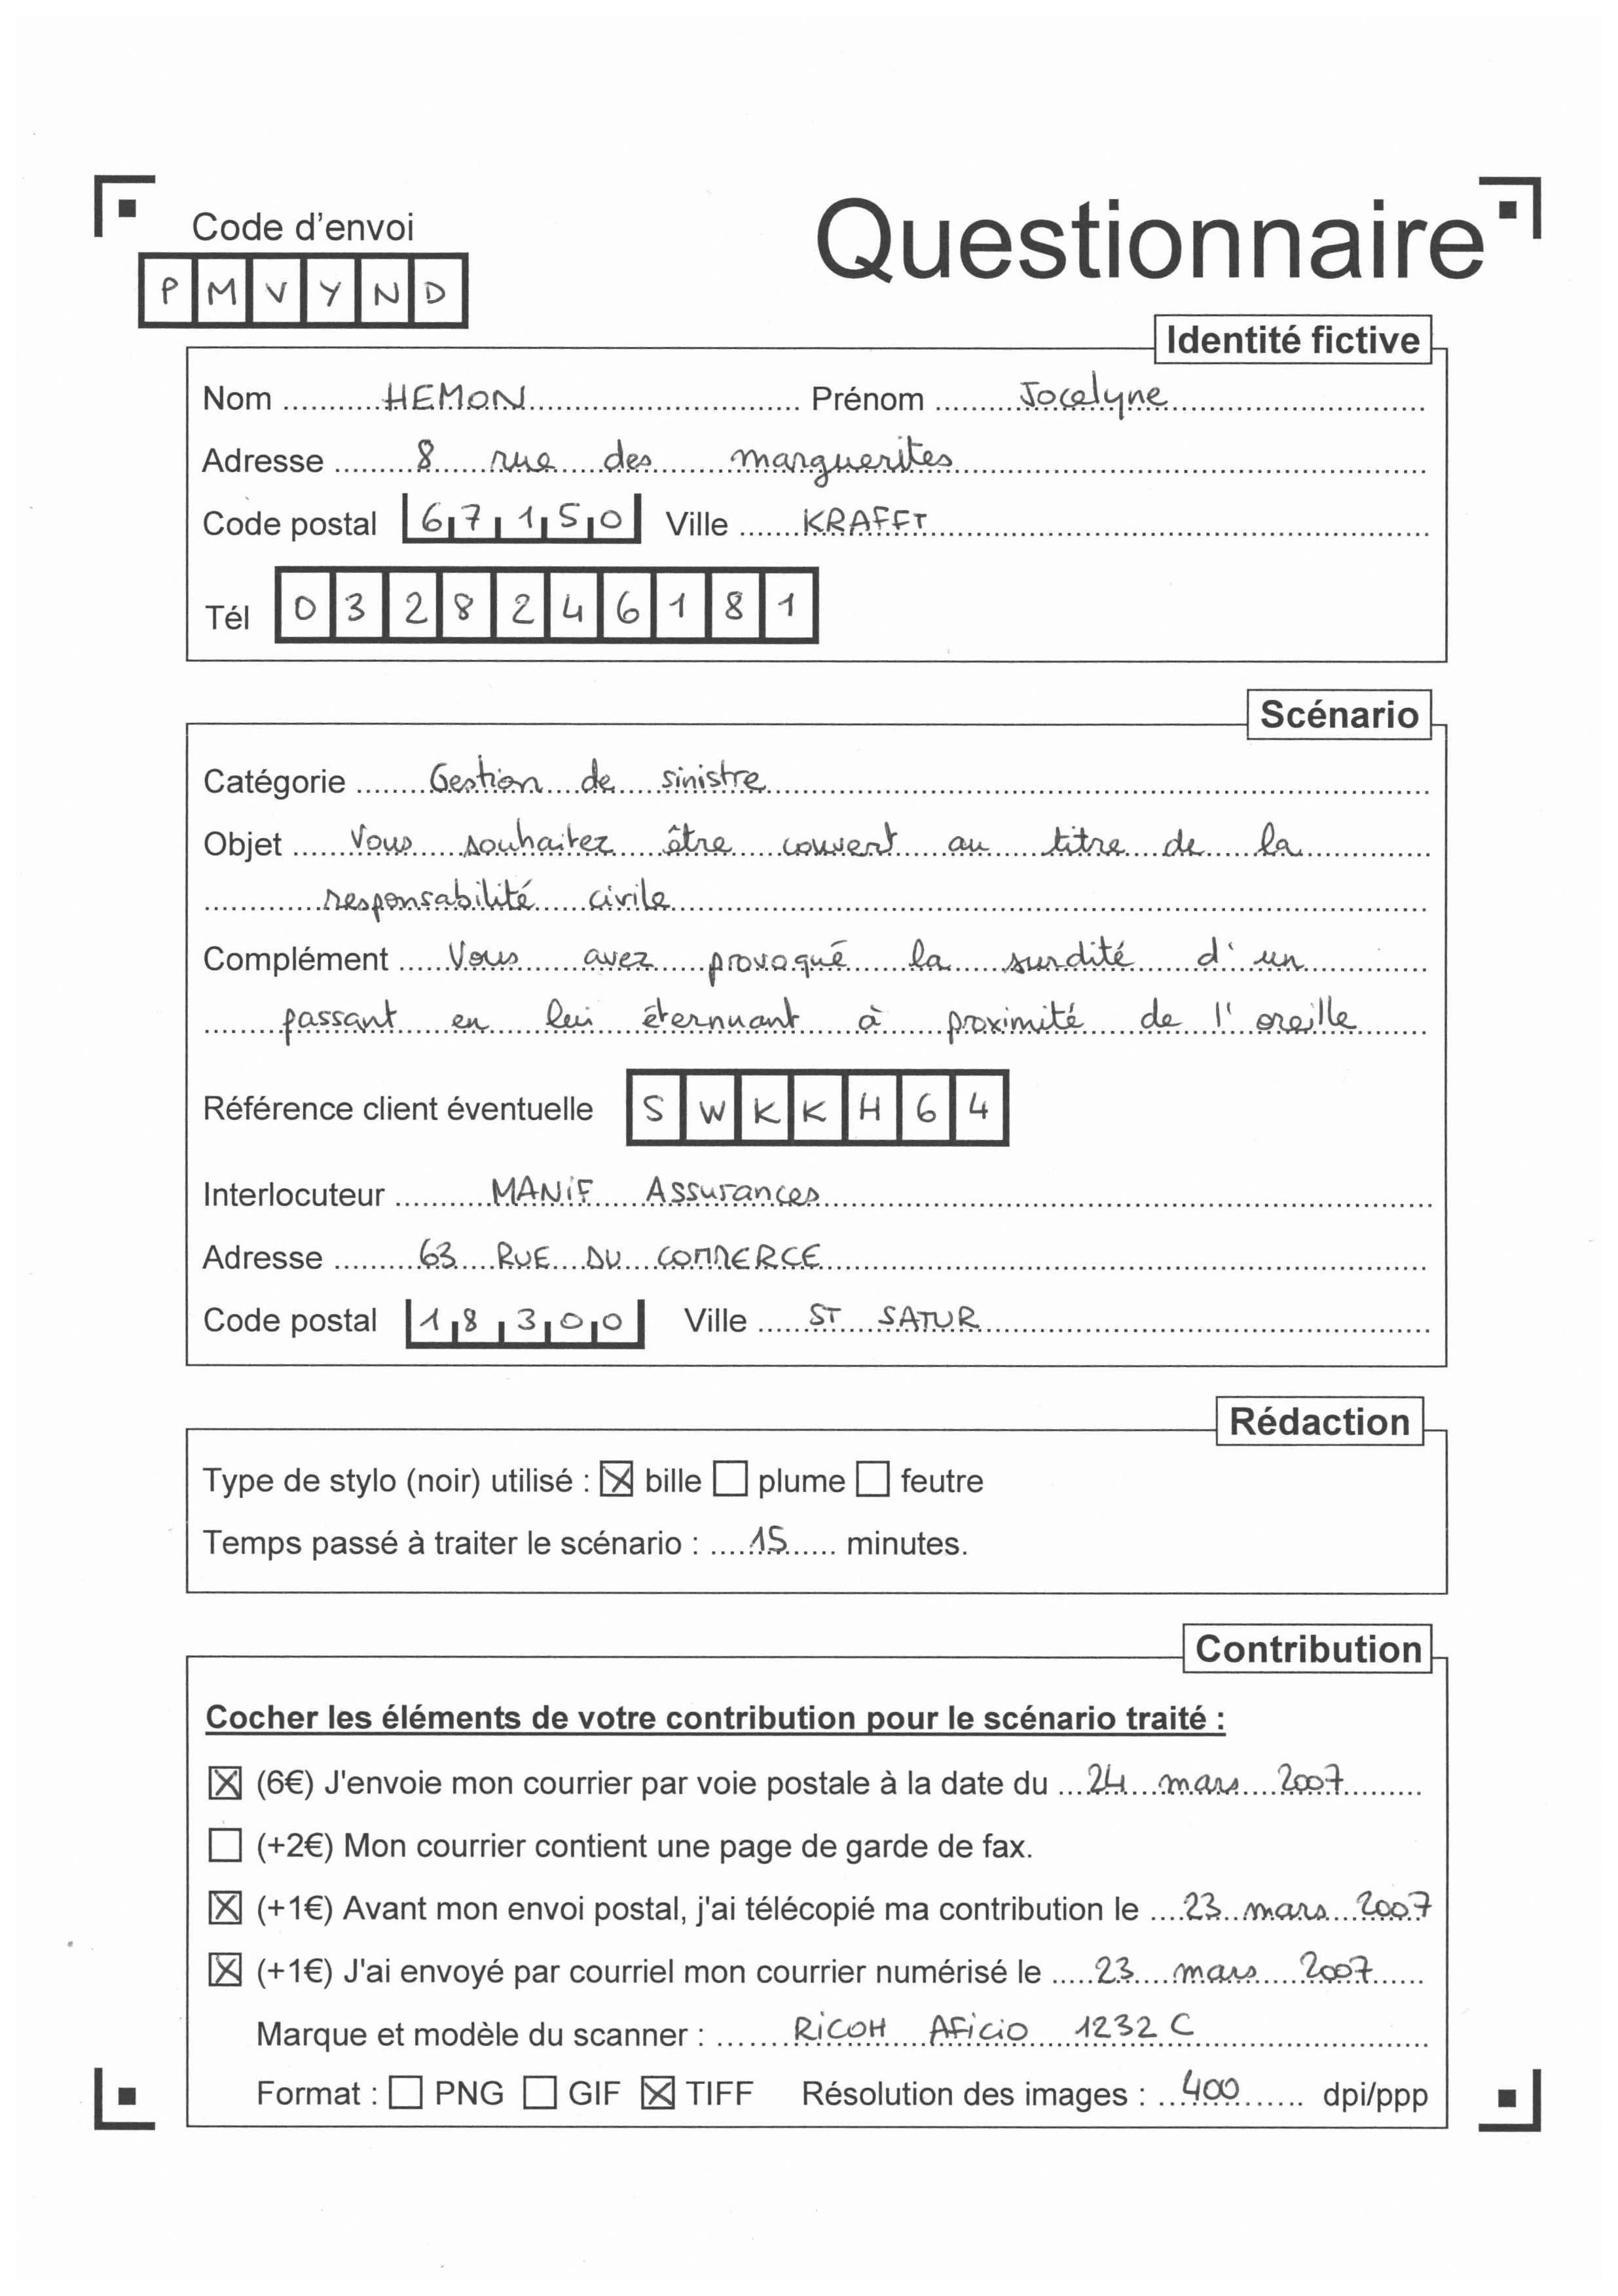 Code d'envoi
Questionnaire
P M V Y N D
Identité fictive
Nom ...........HEMON.............................. Prénom .........Jocelyne............................
Adresse .........8......rue.....des.........marguerites....................................................
Code postal 67150 Ville .......KRAFFT........................................................
Tél 0328246181
Scénario
Catégorie ........Gestion....de.....sinistre...........................................................................
Objet ......Vous......souhaitez......être.....couvert......au......titre....de......la..............
.............responsabilité......civile....................................................................................
Complément .....Vous.......avez......provoqué.......la.......surdité.......d'un..............
.........passant......en......lui.....éternuant......à.......proximité......de...l'oreille........
Référence client éventuelle SWKKH64
Interlocuteur ..........MANIF.....Assurances....................................................................
Adresse .........63.....RUE....DU....COMMERCE..............................................................
Code postal 18300 Ville ......ST....SATUR..................................................
Rédaction
Type de stylo (noir) utilisé : ☒ bille ☐ plume ☐ feutre
Temps passé à traiter le scénario : ....15...... minutes.
Contribution
Cocher les éléments de votre contribution pour le scénario traité :
☒ (6€) J'envoie mon courrier par voie postale à la date du ...24...mars....2007.........
☐ (+2€) Mon courrier contient une page de garde de fax.
☒ (+1€) Avant mon envoi postal, j'ai télécopié ma contribution le ....23..mars...2007
☒ (+1€) J'ai envoyé par courriel mon courrier numérisé le .....23....mars.....2007......
Marque et modèle du scanner : ........RICOH....AFicio.....1232 C...........................
Format : ☐ PNG ☐ GIF ☒ TIFF Résolution des images : ...400........ dpi/ppp